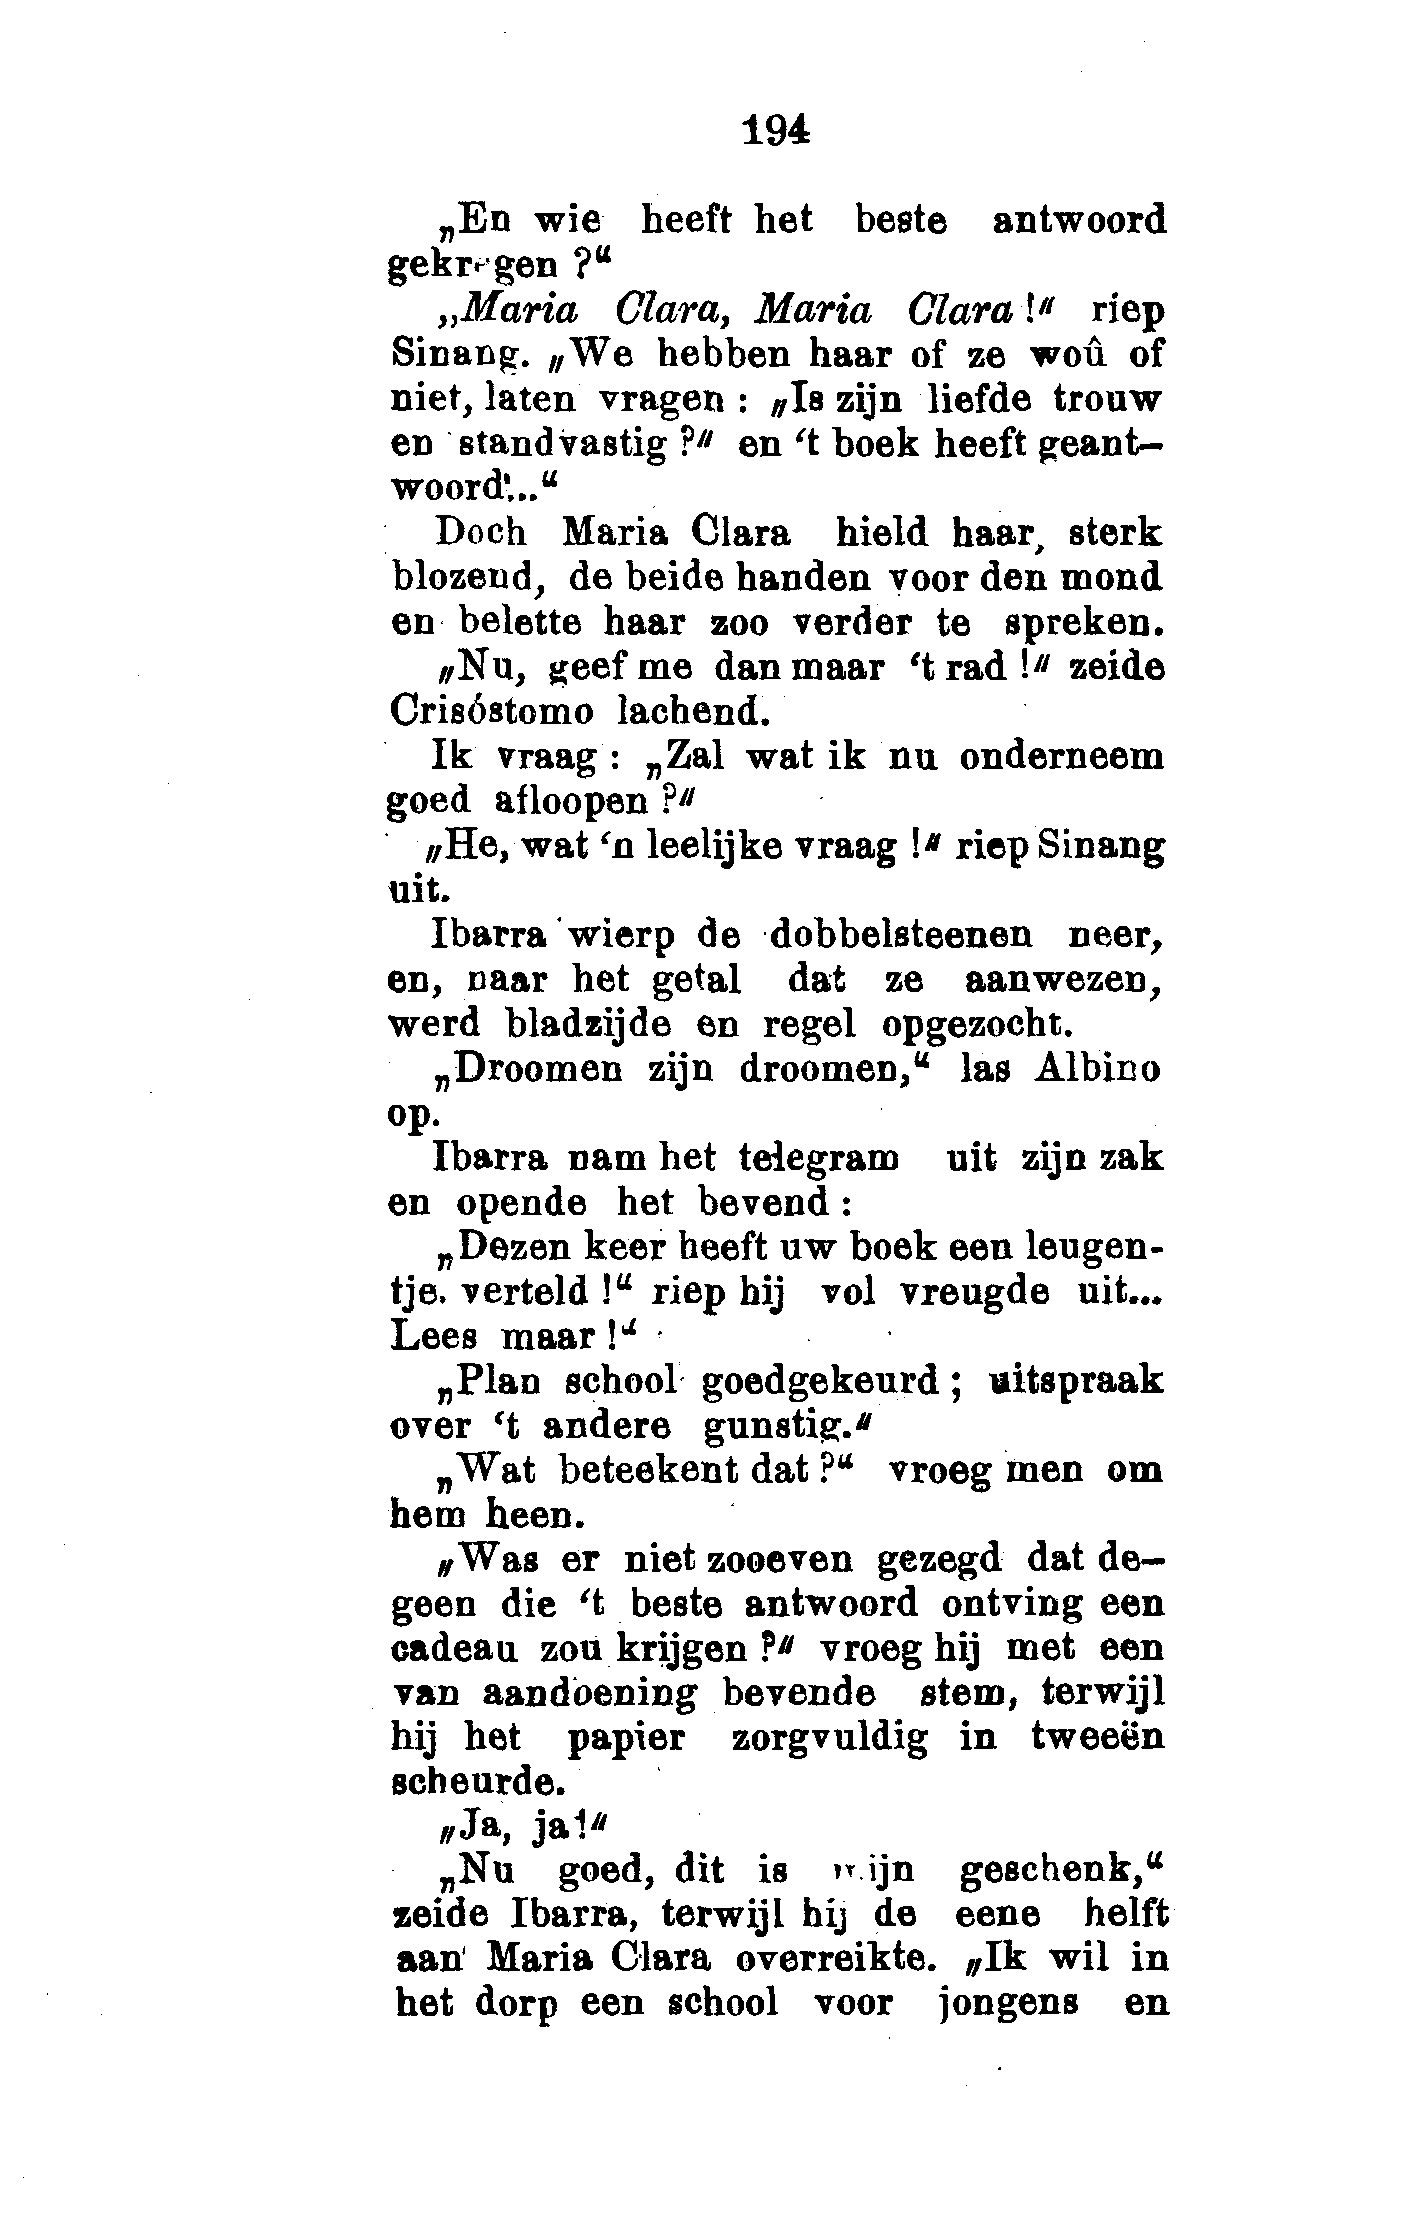 194
„En wie heeft het beste antwoord
gekregen ?“
„Maria Clara, Maria Clara !“ riep
Sinang. „We hebben haar of ze woû of
niet, laten vragen : „Is zijn liefde trouw
en standvastig ?“ en ‘t boek heeft geant-
woord:...“
Doch Maria Clara hield haar, sterk
blozend, de beide handen voor den mond
en belette haar zoo verder te spreken.
„Nu, geef me dan maar ‘t rad !“ zeide
Crisóstomo lachend.
Ik vraag : „Zal wat ik nu onderneem
goed afloopen ?“
„He, wat ‘n leelijke vraag !“ riep Sinang
uit.
Ibarra wierp de dobbelsteenen neer,
en, naar het getal dat ze aanwezen,
werd bladzijde en regel opgezocht.
„Droomen zijn droomen,“ las Albino
op.
Ibarra nam het telegram uit zijn zak
en opende het bevend :
„Dezen keer heeft uw boek een leugen-
tje. verteld !“ riep hij vol vreugde uit...
Lees maar !“
„Plan school goedgekeurd ; uitspraak
over ‘t andere gunstig.“
„Wat beteekent dat ?“ vroeg men om
hem heen.
„Was er niet zooeven gezegd dat de-
geen die ‘t beste antwoord ontving een
cadeau zou krijgen ?“ vroeg hij met een
van aandoening bevende stem, terwijl
hij het papier zorgvuldig in tweeën
scheurde.
„Ja, ja!“
„Nu goed, dit is mijn geschenk,“
zeide Ibarra, terwijl hij de eene helft
aan Maria Clara overreikte. „Ik wil in
het dorp een school voor jongens en